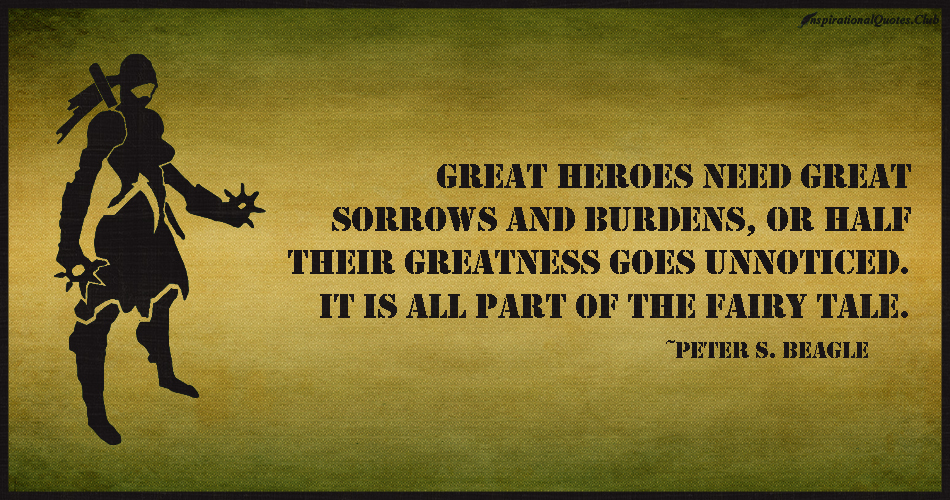 InspirationalQuotes.Club
GREAT HEROES NEED GREAT
SORROWS AND BURDENS, OR HALF
THEIR GREATNESS GOES UNNOTICED.
IT IS ALL PART OF THE FAIRY TALE.
~PETER S. BEAGLE